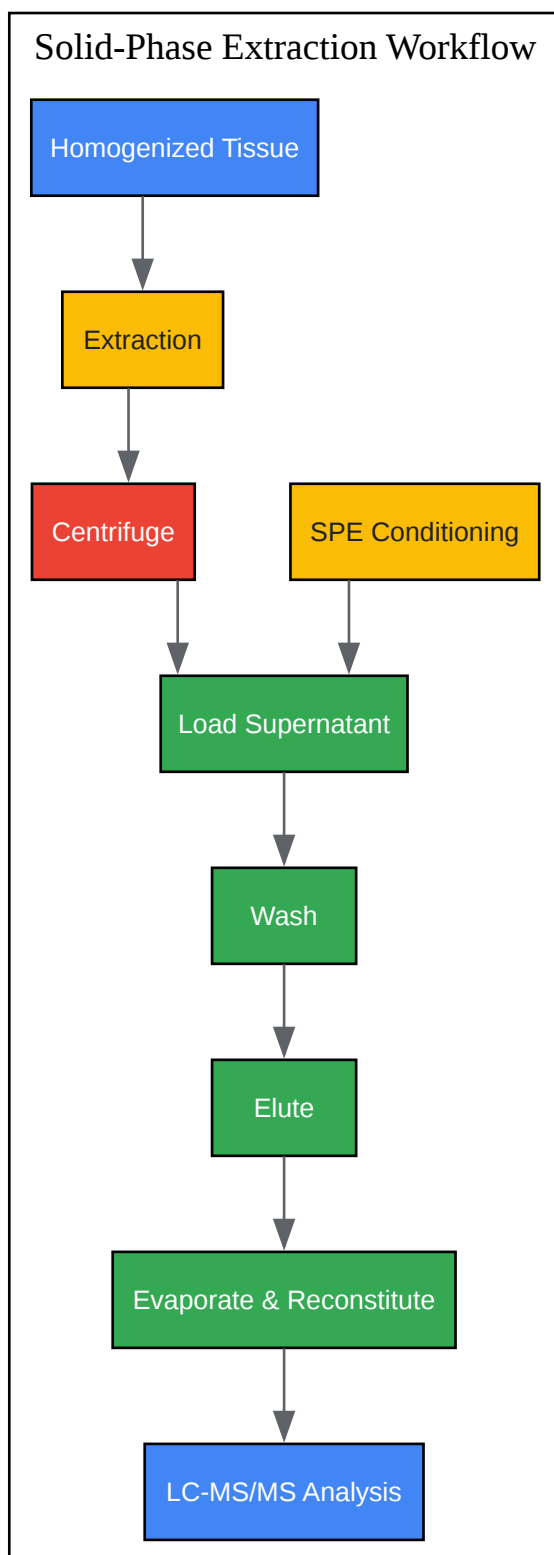 Solid-Phase Extraction Workflow
Homogenized Tissue
Extraction
Centrifuge
SPE Conditioning
Load Supernatant
Wash
Elute
Evaporate & Reconstitute
LC-MS/MS Analysis